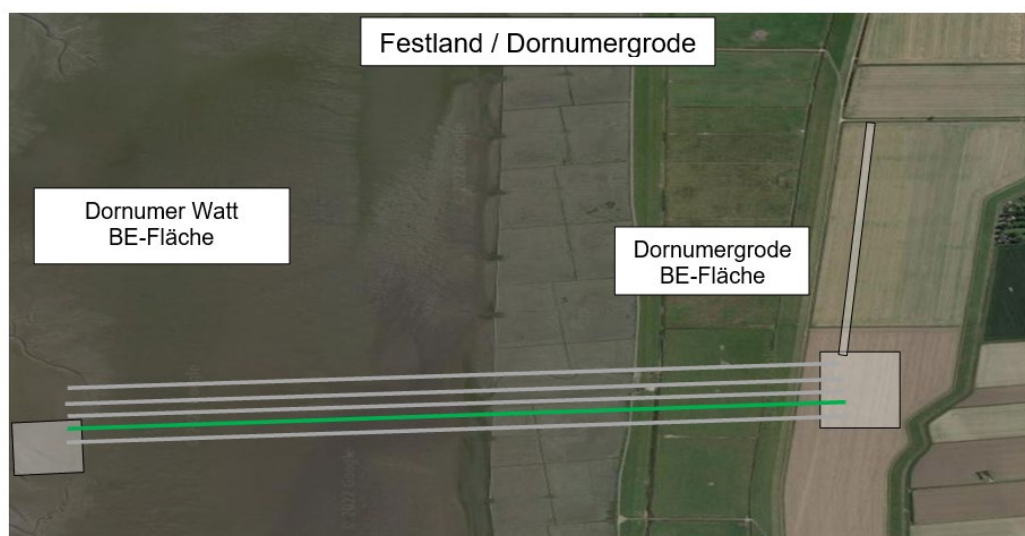 Festland / Dornumergrode
Dornumer Watt
BE-Fläche
Dornumergrode
BE-Fläche